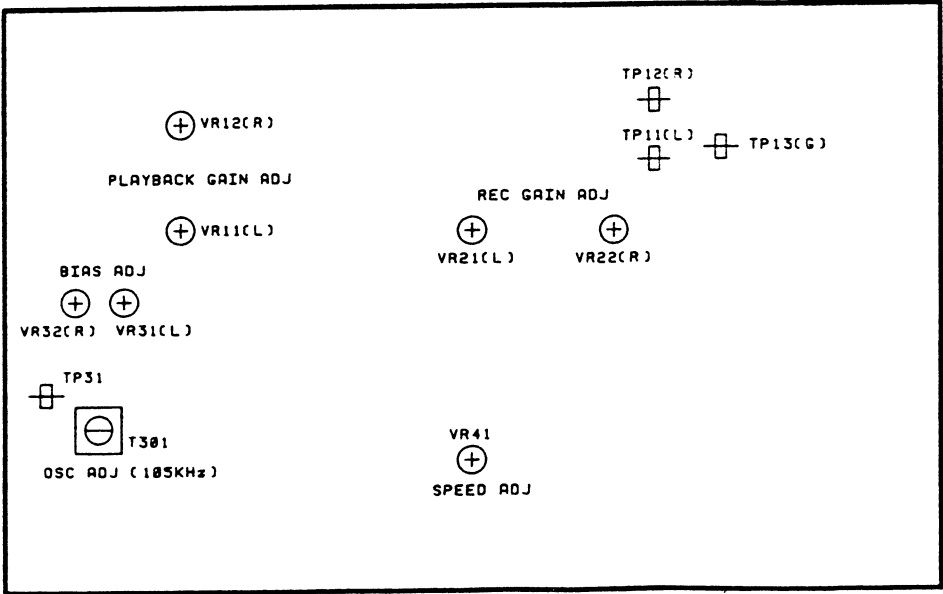 TP12(R)
VR12(R)
TP11(L)
TP13(G)
PLAYBACK GAIN ADJ
REC GAIN ADJ
VR11(L)
VR21(L)
VR22(R)
BIAS ADJ
VR32(R)
VR31(L)
TP31
T301
VR41
OSC ADJ (105KHz)
SPEED ADJ